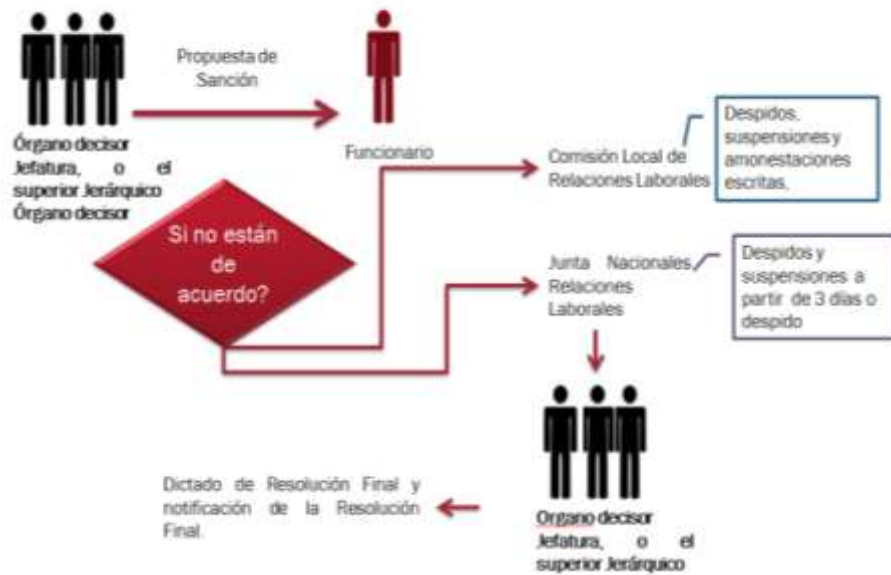 Propuesta de
Sanción
Órgano decisor
Jefatura, o el
superior Jerárquico
Órgano decisor
Funcionario
Si no están
de
acuerdo?
Comisión Local de
Relaciones Laborales
Despidos,
suspensiones y
amonestaciones
escritas,
Junta Nacionales
Relaciones
Laborales
Despidos y
suspensiones a
partir de 3 días o
despido
Organo decisor
Jefatura, o el
superior Jerárquico
Dictado de Resolución Final y
notificación de la Resolución
Final.